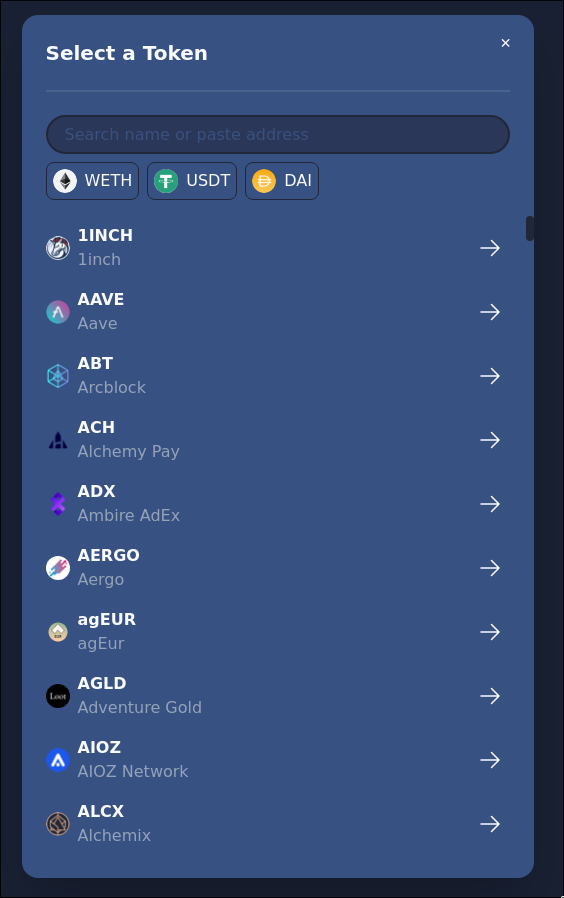 Select a Token
×
Search name or paste address
WETH USDT DAI
1INCH
1inch
AAVE
Aave
ABT
Arcblock
ACH
Alchemy Pay
ADX
Ambire AdEx
AERGO
Aergo
agEUR
agEur
AGLD
Adventure Gold
Loot
AIOZ
AIOZ Network
ALCX
Alchemix